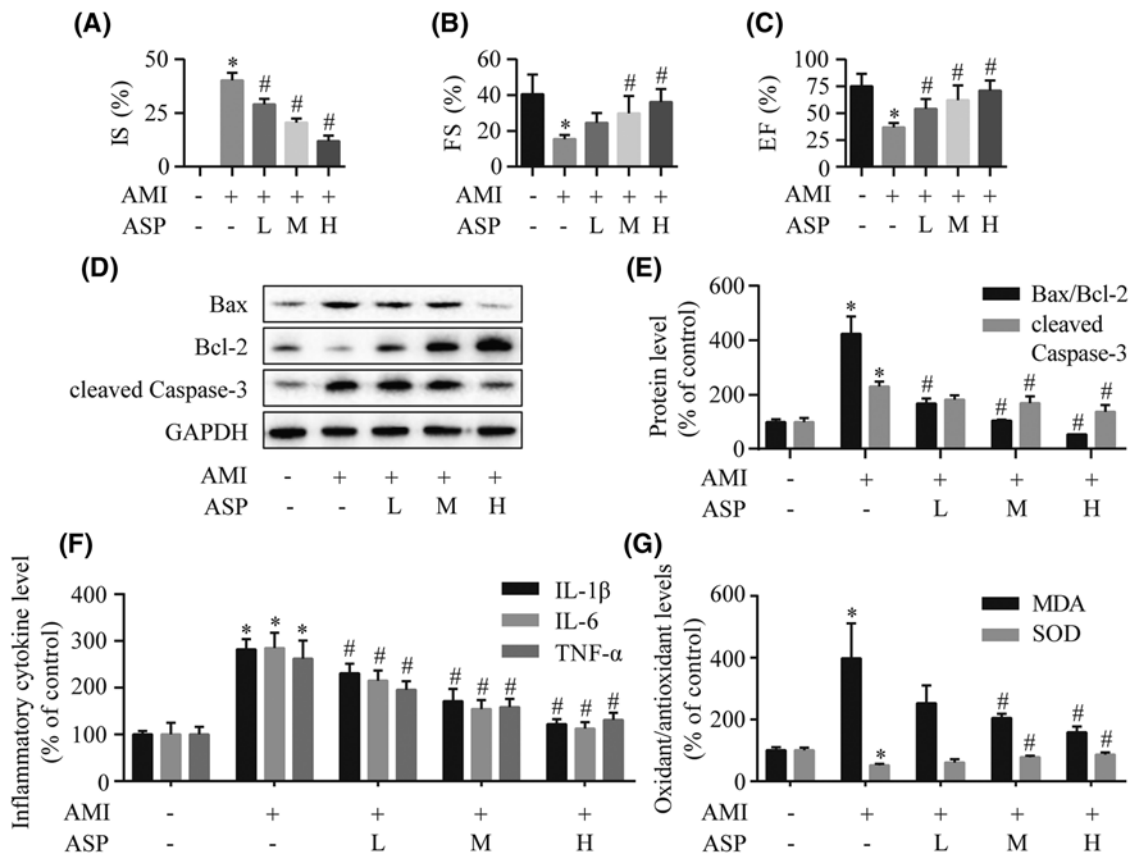 (A)
IS (%)
50
25
0
*
#
#
#
AMI - + + + +
ASP - - L M H
(B)
FS (%)
60
40
20
0
*
#
#
AMI - + + + +
ASP - - L M H
(C)
EF (%)
100
75
50
25
0
*
#
#
#
AMI - + + + +
ASP - - L M H
(D)
Bax
Bcl-2
cleaved Caspase-3
GAPDH
AMI - + + + +
ASP - - L M H
(E)
Protein level
(% of control)
600
400
200
0
Bax/Bcl-2
cleaved
Caspase-3
*
*
#
#
#
#
#
AMI - + + + +
ASP - - L M H
(F)
Inflammatory cytokine level
(% of control)
400
300
200
100
0
IL-1β
IL-6
TNF-α
* * *
# # #
# # #
# # #
AMI - + + + +
ASP - - L M H
(G)
Oxidant/antioxidant levels
(% of control)
600
400
200
0
MDA
SOD
*
*
#
#
#
#
AMI - + + + +
ASP - - L M H